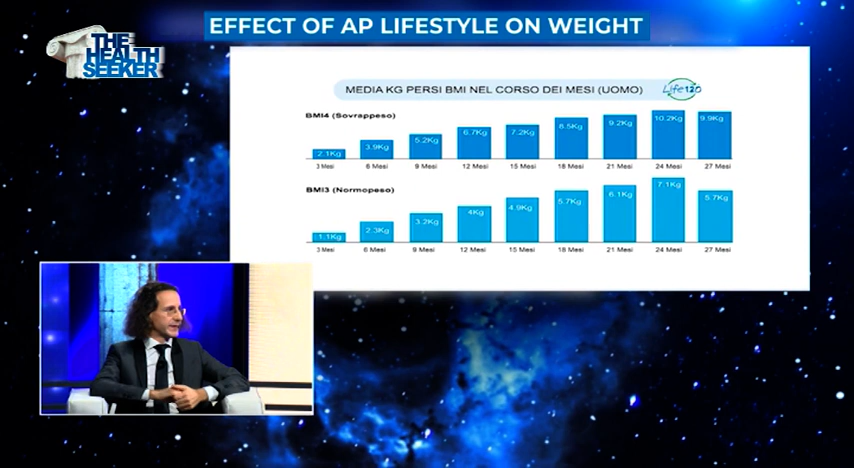 EFFECT OF AP LIFESTYLE ON WEIGHT
THE
HEALTH
SEEKER
MEDIA KG PERSI BMI NEL CORSO DEI MESI (UOMO)
Life 120
BMI4 (Sovrappeso)
2.1Kg 3.9Kg 5.2Kg 6.7Kg 7.2Kg 8.5Kg 9.2Kg 10.2Kg 9.9Kg
3 Mesi 6 Mesi 9 Mesi 12 Mesi 15 Mesi 18 Mesi 21 Mesi 24 Mesi 27 Mesi
BMI3 (Normopeso)
1.1Kg 2.3Kg 3.2Kg 4Kg 4.9Kg 5.7Kg 6.1Kg 7.1Kg 5.7Kg
3 Mesi 6 Mesi 9 Mesi 12 Mesi 15 Mesi 18 Mesi 21 Mesi 24 Mesi 27 Mesi